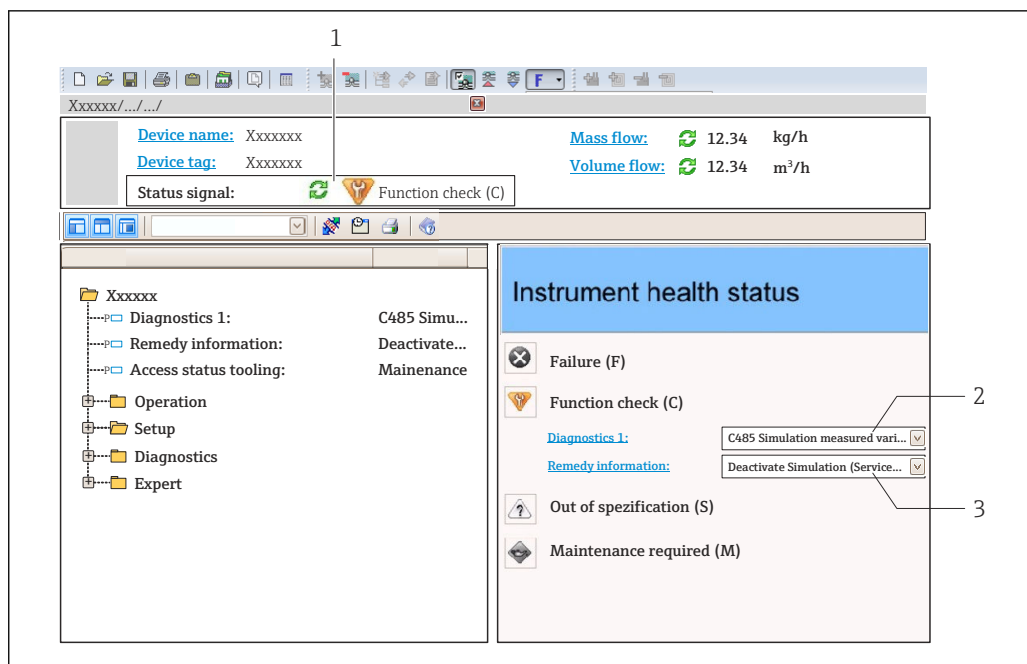 1
F
Xxxxxx/.../.../
Device name: Xxxxxxx
Mass flow: 12.34 kg/h
Device tag: Xxxxxxx
Volume flow: 12.34 m³/h
Status signal: Function check (C)
Xxxxxx
Diagnostics 1: C485 Simu...
Remedy information: Deactivate...
Access status tooling: Mainenance
Operation
Setup
Diagnostics
Expert
Instrument health status
Failure (F)
Function check (C)
2
Diagnostics 1: C485 Simulation measured vari...
Remedy information: Deactivate Simulation (Service...
Out of spezification (S)
3
Maintenance required (M)